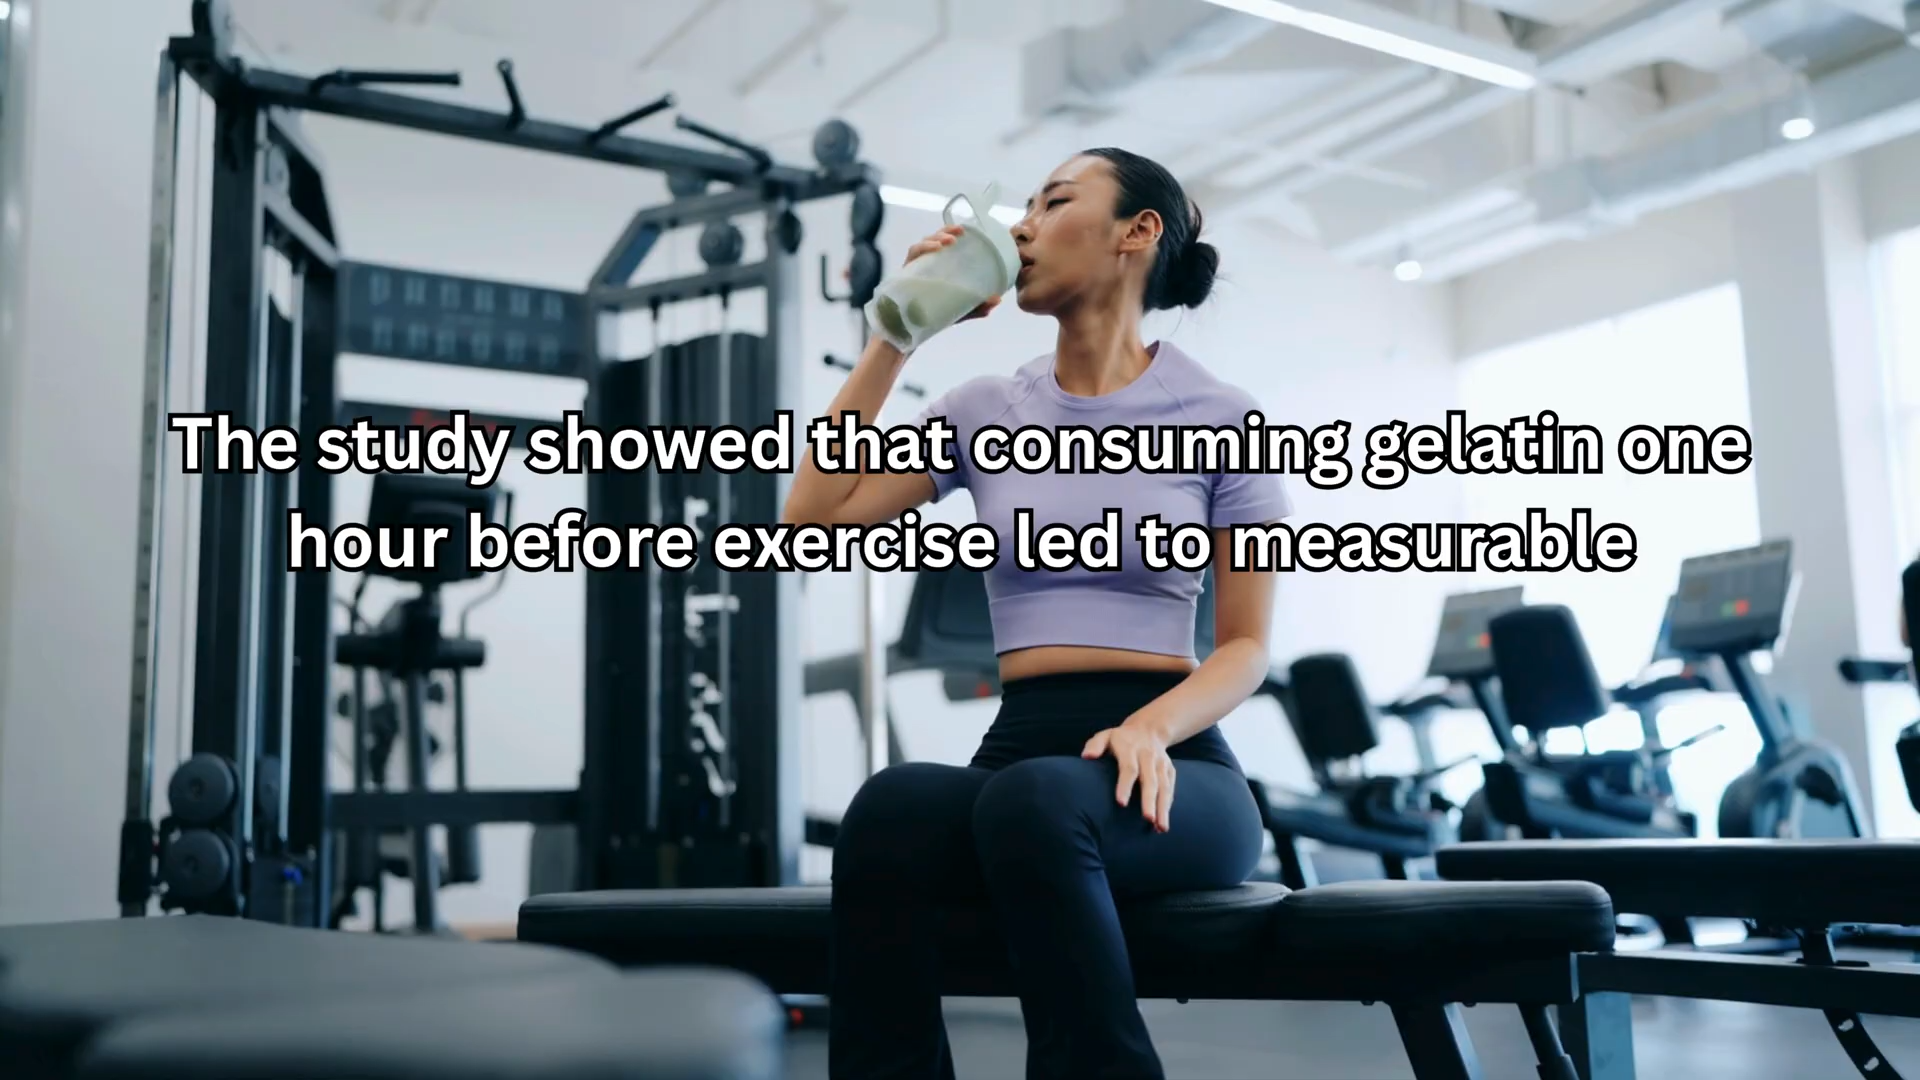 The study showed that consuming gelatin one
hour before exercise led to measurable